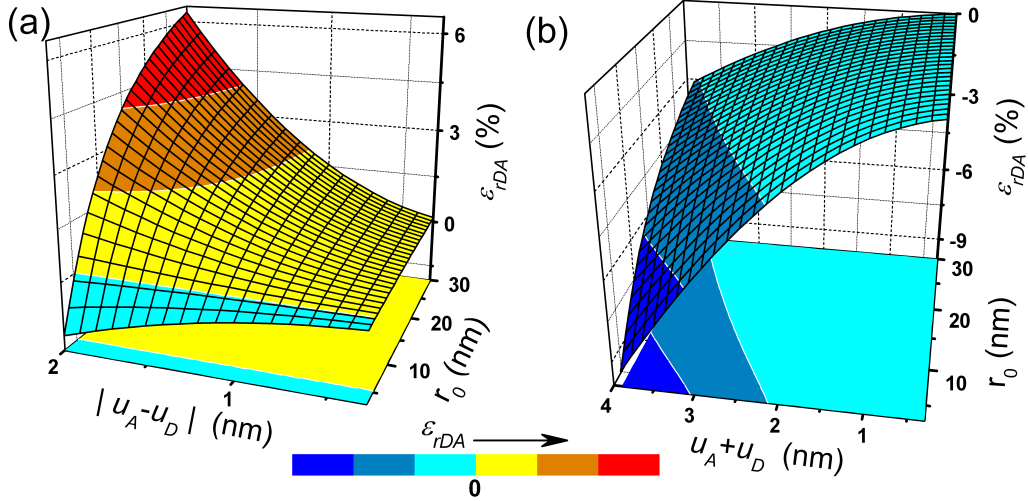 (a)
6
3
0
ε_rDA (%)
30
20
10
r_0 (nm)
2
1
| u_A-u_D | (nm)
(b)
0
-3
-6
-9
ε_rDA (%)
30
20
10
r_0 (nm)
4
3
2
1
u_A+u_D (nm)
ε_rDA
0